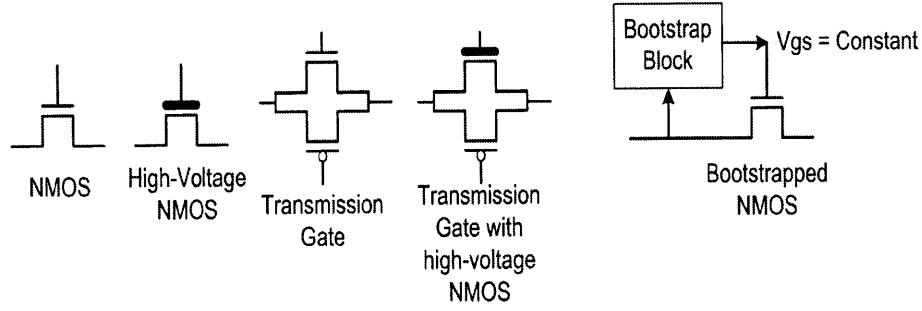 NMOS
High-Voltage
NMOS
Transmission
Gate
Transmission
Gate with
high-voltage
NMOS
Bootstrap
Block
Vgs = Constant
Bootstrapped
NMOS